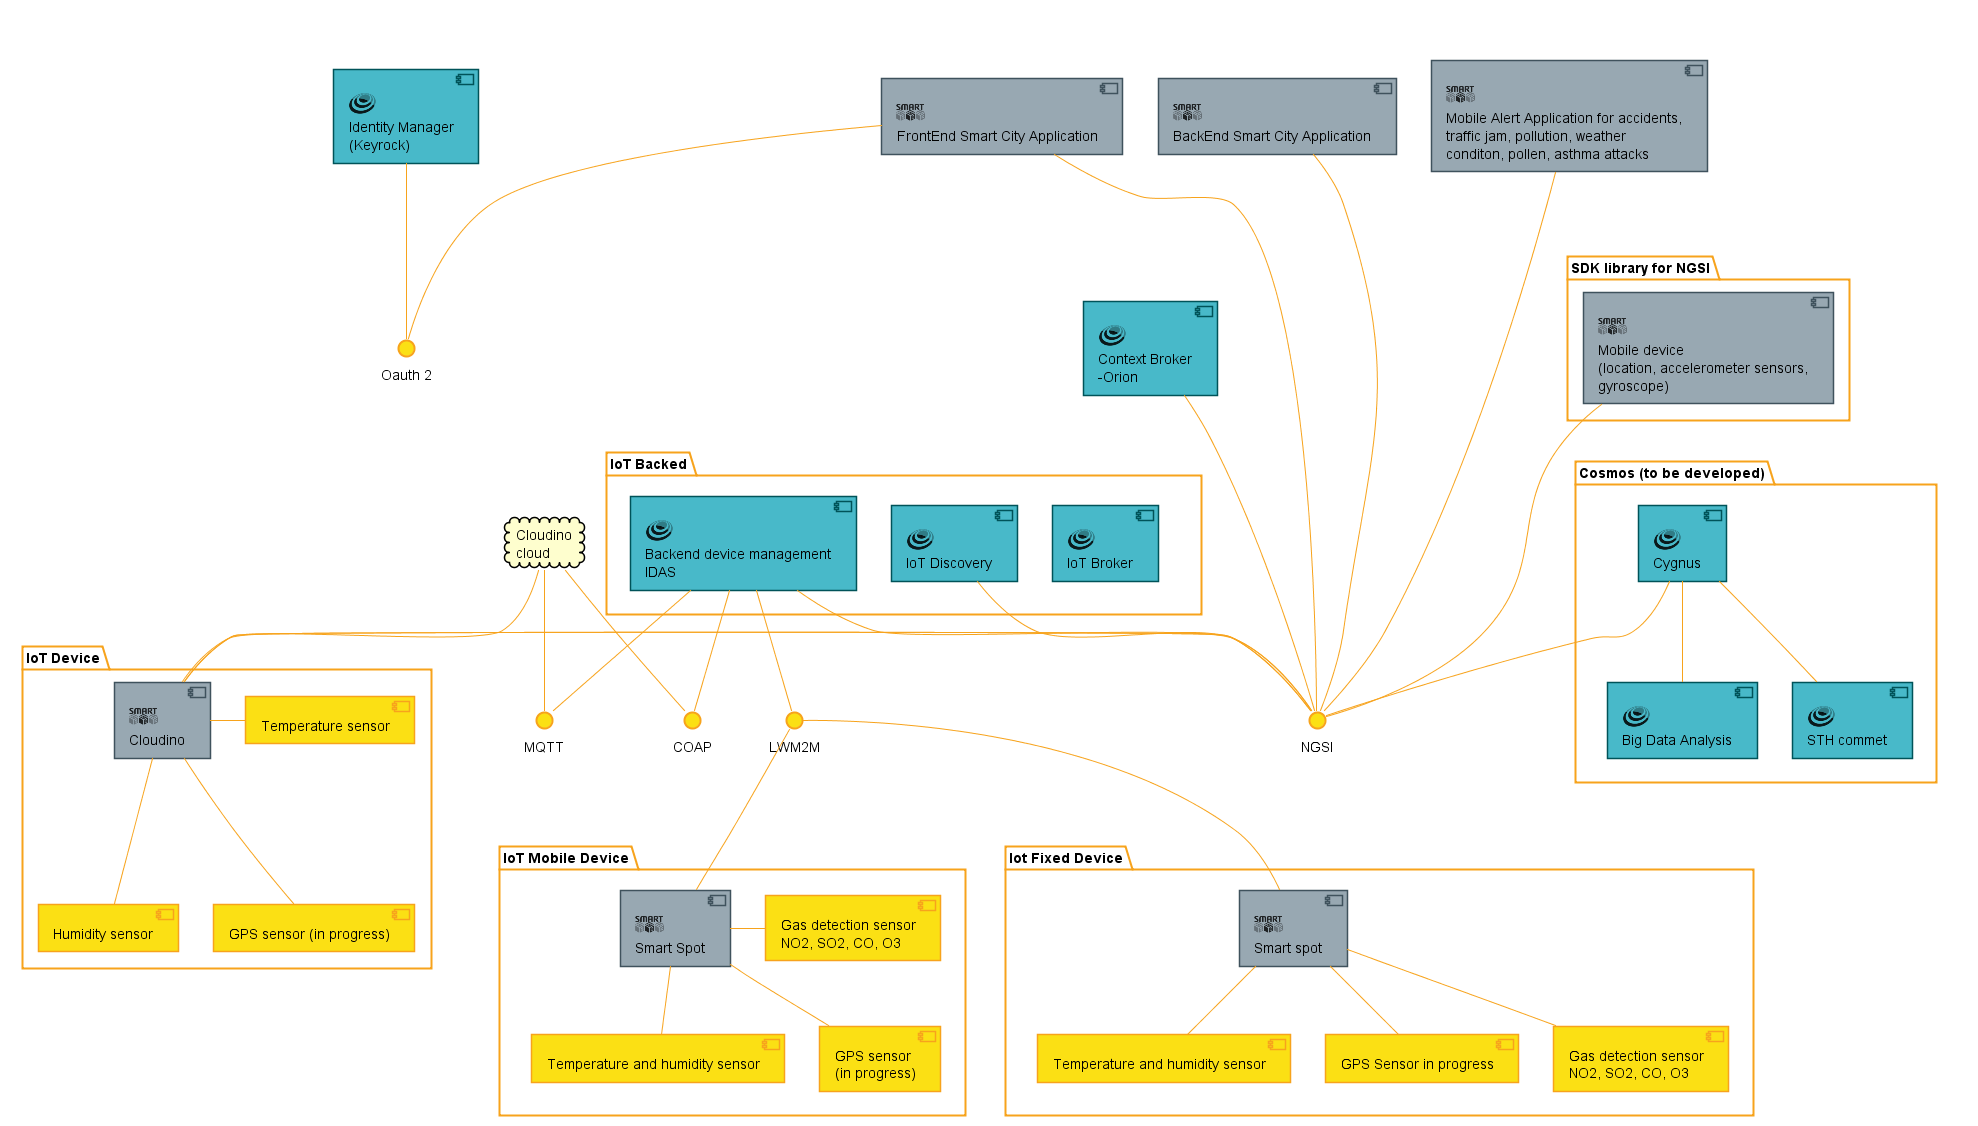 SMART
Identity Manager
(Keyrock)
FrontEnd Smart City Application
SMART
BackEnd Smart City Application
SMART
Mobile Alert Application for accidents,
traffic jam, pollution, weather
conditon, pollen, asthma attacks
SDK library for NGSI
SMART
Mobile device
(location, accelerometer sensors,
gyroscope)
Context Broker
-Orion
Oauth 2
IoT Backed
Backend device management
IDAS
IoT Discovery
IoT Broker
Cloudino
cloud
Cosmos (to be developed)
Cygnus
Big Data Analysis
STH commet
IoT Device
SMART
Cloudino
Temperature sensor
Humidity sensor
GPS sensor (in progress)
MQTT
COAP
LWM2M
NGSI
IoT Mobile Device
SMART
Smart Spot
Gas detection sensor
NO2, SO2, CO, O3
Temperature and humidity sensor
GPS sensor
(in progress)
Iot Fixed Device
SMART
Smart spot
Temperature and humidity sensor
GPS Sensor in progress
Gas detection sensor
NO2, SO2, CO, O3